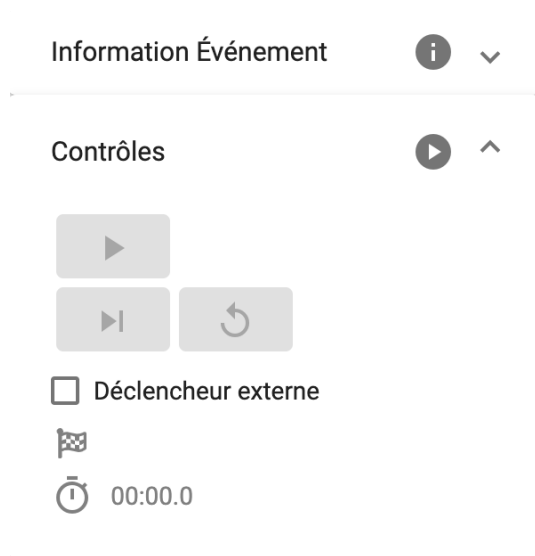 Information Événement
Contrôles
Déclencheur externe
00:00.0